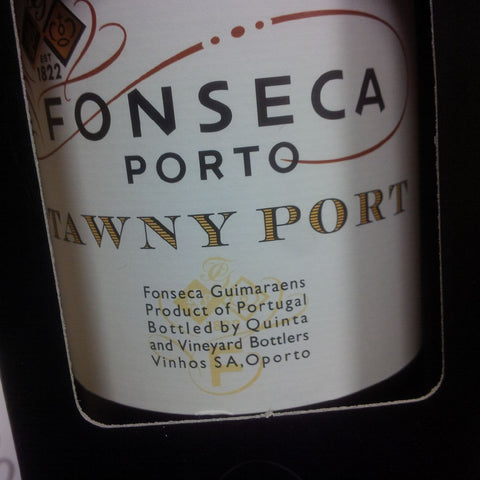 EST
1822
FONSECA
PORTO
TAWNY PORT
Fonseca Guimaraens
Product of Portugal
Bottled by Quinta
and Vineyard Bottlers
Vinhos SA, Oporto